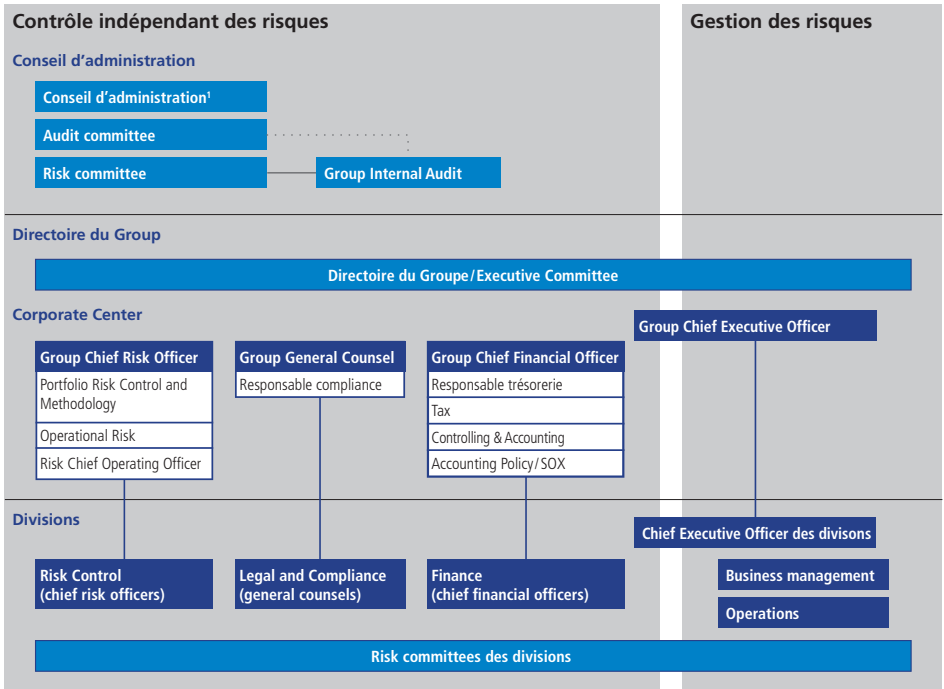 Contrôle indépendant des risques
Gestion des risques
Conseil d'administration
Conseil d'administration¹
Audit committee
Risk committee
Group Internal Audit
Directoire du Group
Directoire du Groupe/Executive Committee
Corporate Center
Group Chief Executive Officer
Group Chief Risk Officer
Portfolio Risk Control and
Methodology
Operational Risk
Risk Chief Operating Officer
Group General Counsel
Responsable compliance
Group Chief Financial Officer
Responsable trésorerie
Tax
Controlling & Accounting
Accounting Policy/SOX
Divisions
Chief Executive Officer des divisons
Risk Control
(chief risk officers)
Legal and Compliance
(general counsels)
Finance
(chief financial officers)
Business management
Operations
Risk committees des divisions